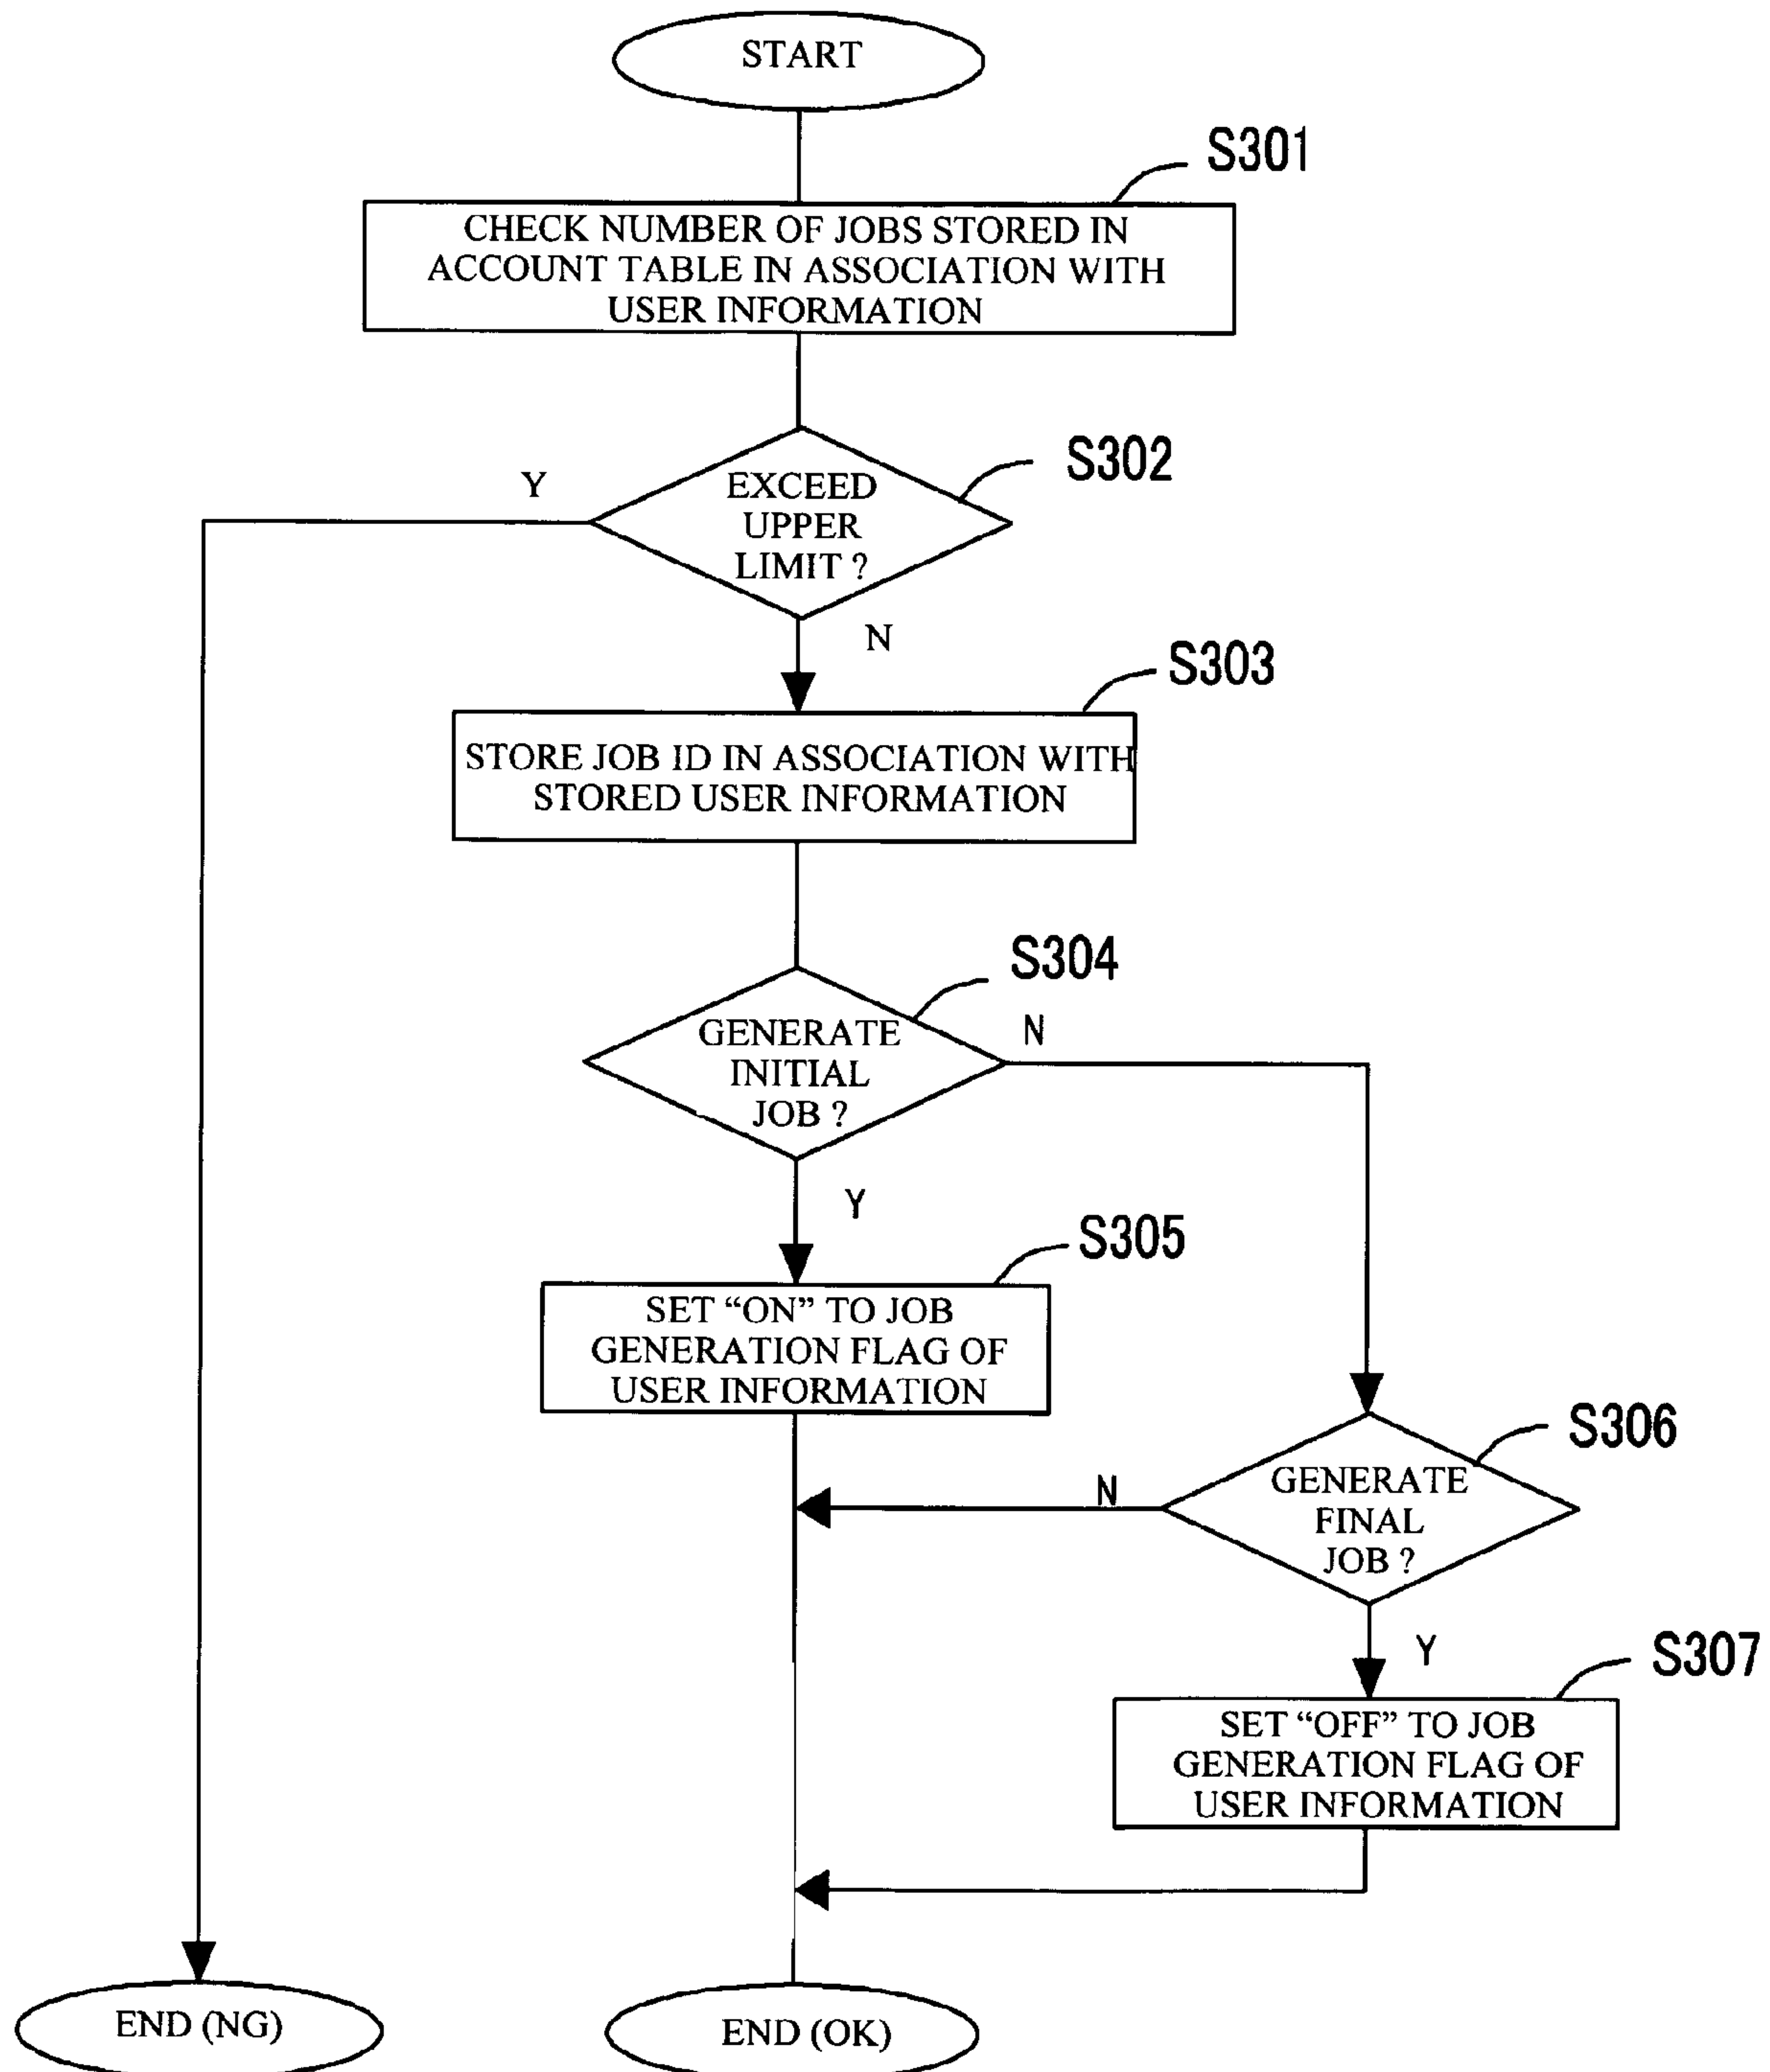 START
S301
CHECK NUMBER OF JOBS STORED IN
ACCOUNT TABLE IN ASSOCIATION WITH
USER INFORMATION
S302
Y
EXCEED
UPPER
LIMIT ?
N
S303
STORE JOB ID IN ASSOCIATION WITH
STORED USER INFORMATION
S304
N
GENERATE
INITIAL
JOB ?
Y
S305
SET “ON” TO JOB
GENERATION FLAG OF
USER INFORMATION
S306
N
GENERATE
FINAL
JOB ?
Y
S307
SET “OFF” TO JOB
GENERATION FLAG OF
USER INFORMATION
END (NG)
END (OK)